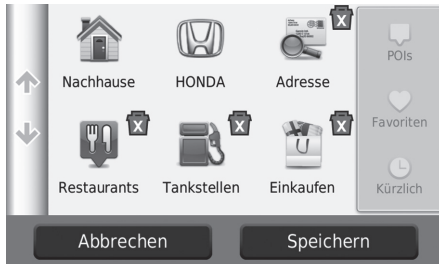 Nachhause HONDA Adresse
POIs
Favoriten
Restaurants Tankstellen Einkaufen
Kürzlich
Abbrechen Speichern